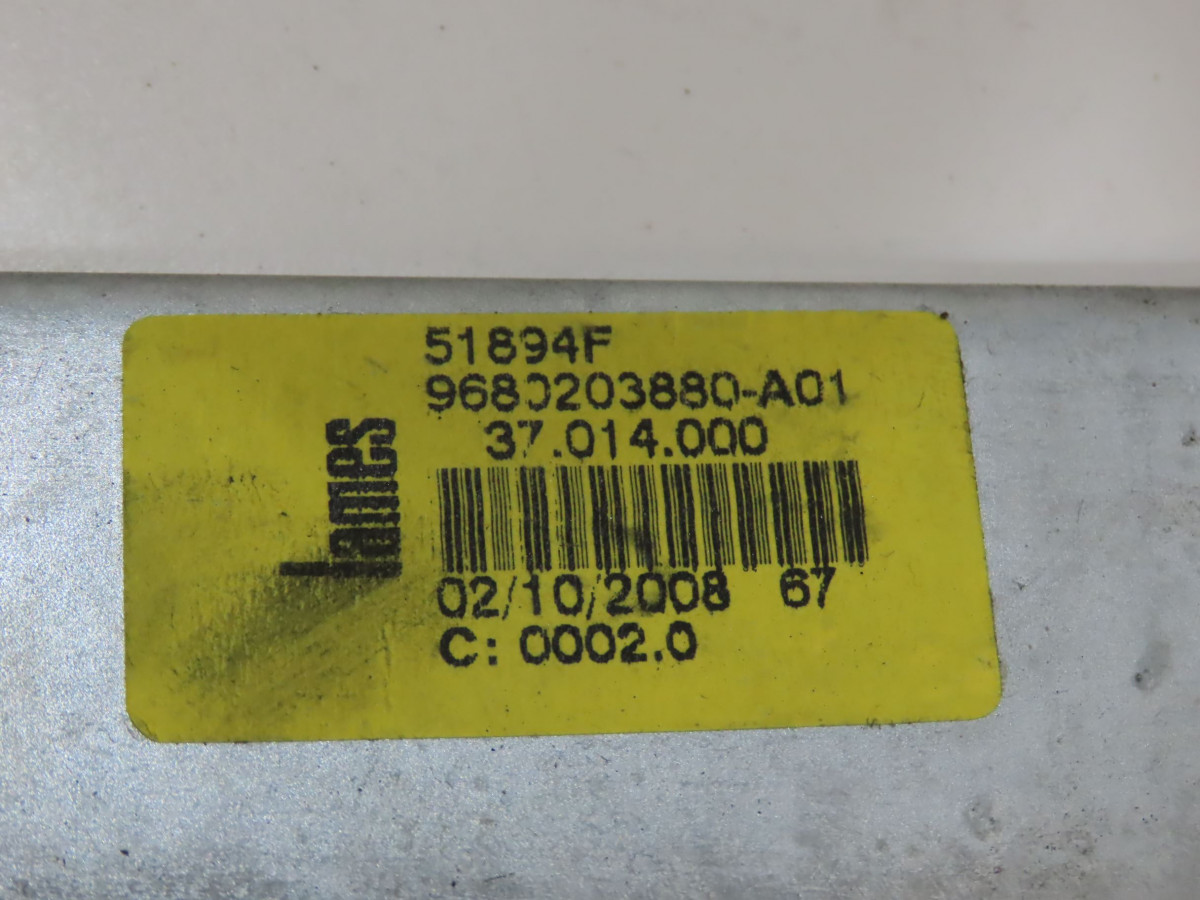 51894F
9680203880-A01
37.014.000
lames
02/10/2008 67
C: 0002.0